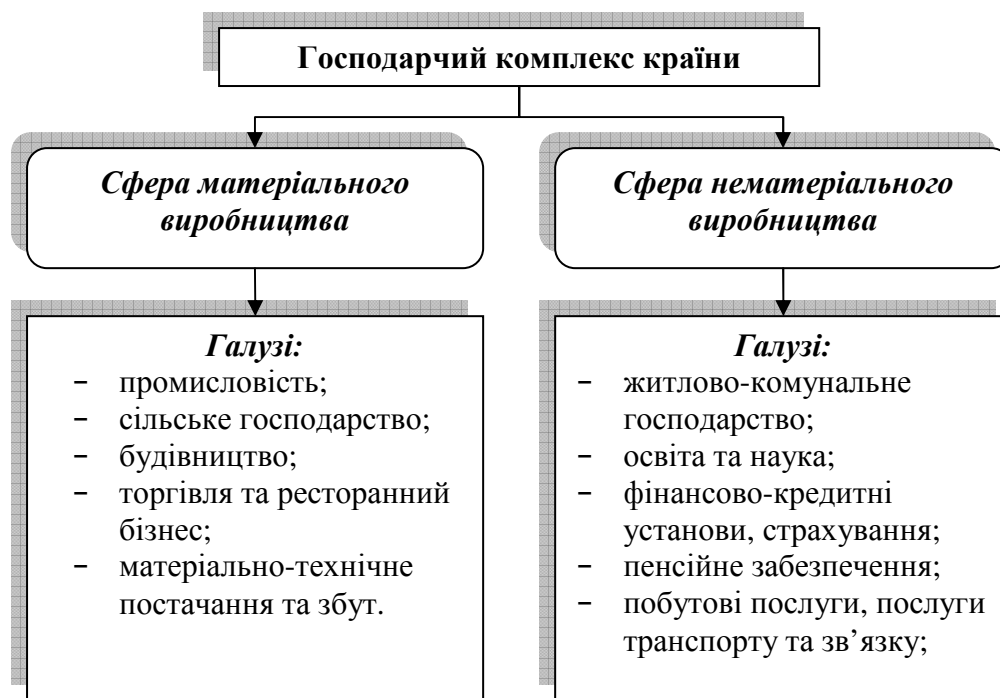 Господарчий комплекс країни
Сфера матеріального
виробництва
Сфера нематеріального
виробництва
Галузі:
- промисловість;
- сільське господарство;
- будівництво;
- торгівля та ресторанний
бізнес;
- матеріально-технічне
постачання та збут.
Галузі:
- житлово-комунальне
господарство;
- освіта та наука;
- фінансово-кредитні
установи, страхування;
- пенсійне забезпечення;
- побутові послуги, послуги
транспорту та зв’язку;